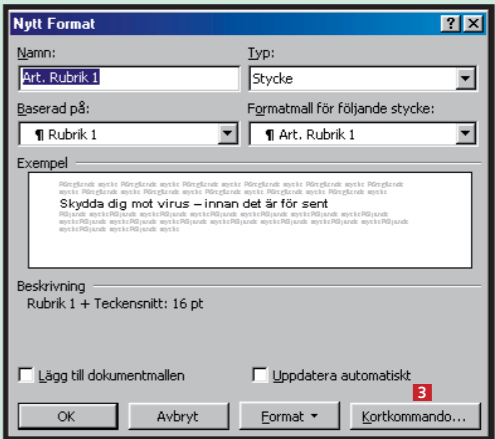 Nytt Format
Namn:
Typ:
Art. Rubrik 1
Stycke
Baserad på:
Formatmall för följande stycke:
¶ Rubrik 1
¶ Art. Rubrik 1
Exempel
Skydda dig mot virus – innan det är för sent
Beskrivning
Rubrik 1 + Teckensnitt: 16 pt
Lägg till dokumentmallen
Uppdatera automatiskt
3
OK
Avbryt
Format
Kortkommando...